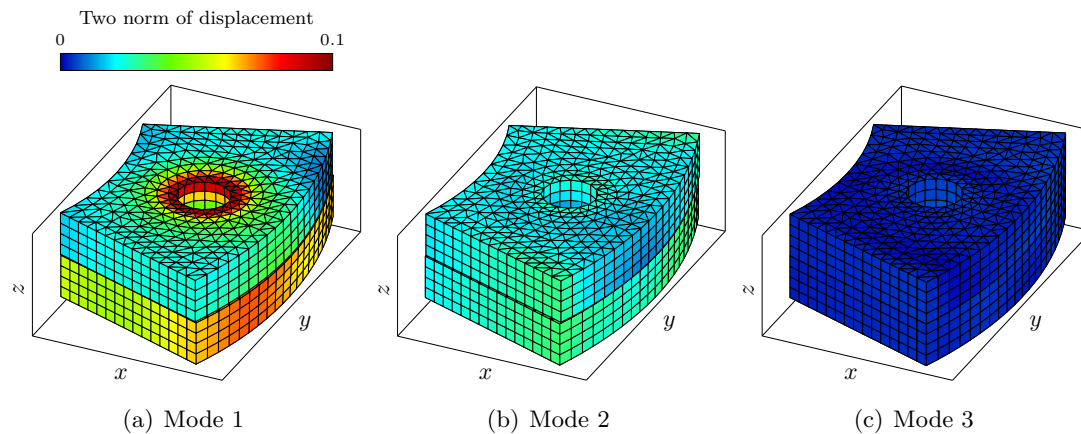 Two norm of displacement
0 0.1
z x y z x y z x y
(a) Mode 1 (b) Mode 2 (c) Mode 3